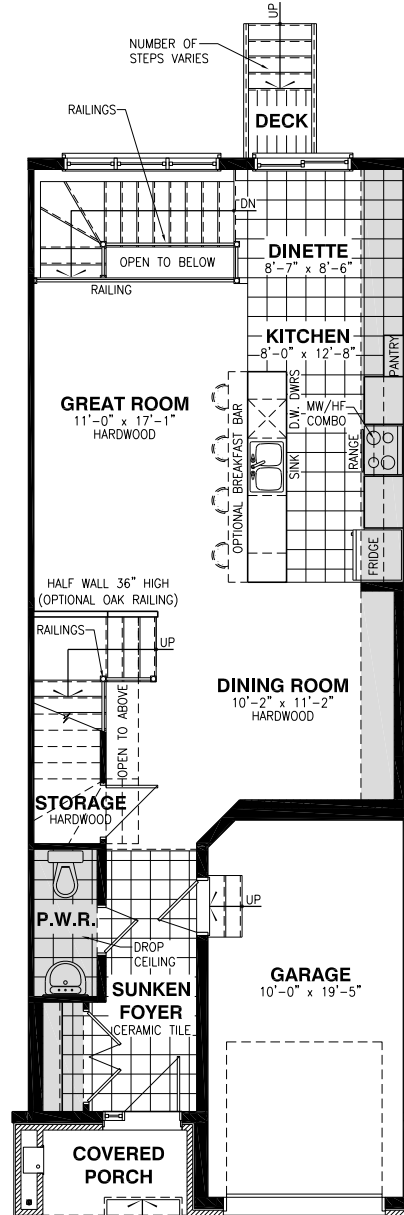 UP
NUMBER OF
STEPS VARIES
DECK
RAILINGS
DN
OPEN TO BELOW
RAILING
DINETTE
8'-7" x 8'-6"
KITCHEN
8'-0" x 12'-8"
PANTRY
GREAT ROOM
11'-0" x 17'-1"
HARDWOOD
OPTIONAL BREAKFAST BAR
D.W. DWRS
SINK
MW/HF
COMBO
RANGE
FRIDGE
HALF WALL 36" HIGH
(OPTIONAL OAK RAILING)
RAILINGS
UP
OPEN TO ABOVE
DINING ROOM
10'-2" x 11'-2"
HARDWOOD
STORAGE
HARDWOOD
P.W.R.
DROP
CEILING
UP
SUNKEN
FOYER
CERAMIC TILE
GARAGE
10'-0" x 19'-5"
COVERED
PORCH